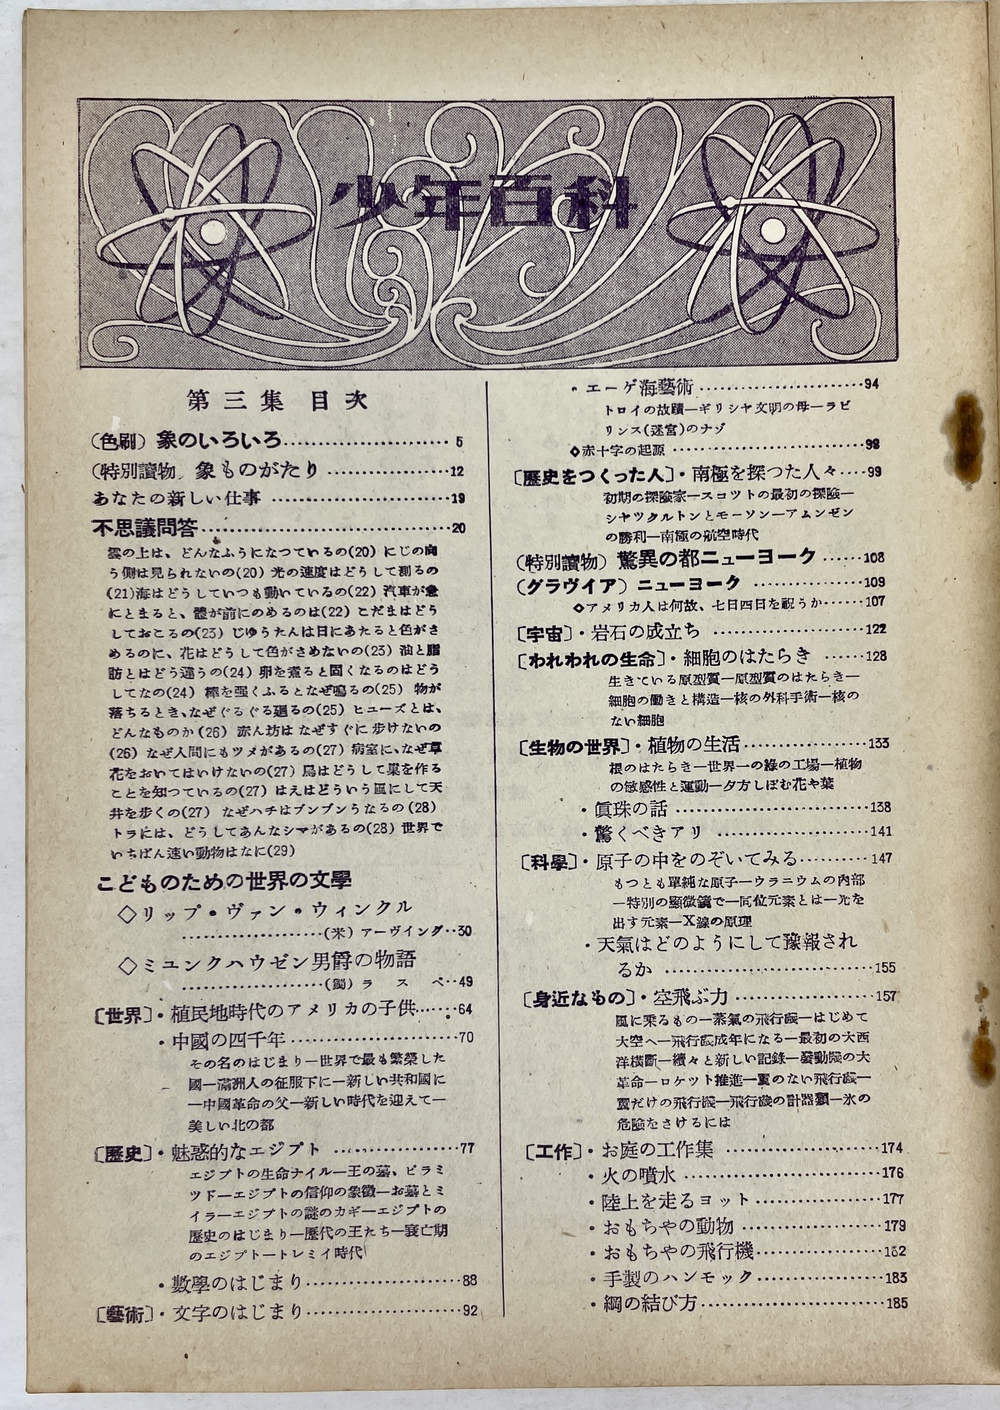 少年百科
第三集 目次
(色刷) 象のいろいろ……………………… 5
(特別讀物) 象ものがたり ………………12
あなたの新しい仕事 ………………………19
不思議問答…………………………………20
雲の上は、どんなふうになつているの(20) にじの向
う側は見られないの(20) 光の速度はどうして測るの
(21)海はどうしていつも動いているの(22) 汽車が急
にとまると、體が前にのめるのは(22) こだまはどう
しておこるの(23) じゆうたんは日にあたると色がさ
めるのに、花はどうして色がさめないの(23) 油と脂
肪とはどう違うの(24) 卵を煮ると固くなるのはどう
してなの(24) 棒を强くふるとなぜ鳴るの(25) 物が
落ちるとき、なぜぐるぐる廻るの(25) ヒューズとは、
どんなものか(26) 赤ん坊は なぜすぐに歩けないの
(26) なぜ人間にもツメがあるの(27) 病室に、なぜ草
花をおいてはいけないの(27) 鳥はどうして巢を作る
ことを知つているの(27) はえはどういう風にして天
井を歩くの(27) なぜハチはブンブンうなるの(28)
トラには、どうしてあんなシマがあるの(28) 世界で
いちばん速い動物はなに(29)
こどものための世界の文學
◇リップ・ヴァン・ウィンクル
…………………(米) アーヴイング‥30
◇ミユンクハウゼン男爵の物語
…………………(獨) ラ ス ペ‥49
〔世界〕・植民地時代のアメリカの子供……64
・中國の四千年 ……………………70
その名のはじまり―世界で最も繁榮した
國―滿洲人の征服下に―新しい共和國に
―中國革命の父―新しい時代を迎えて―
美しい北の都
〔歷史〕・魅惑的なエジプト ………………77
エジプトの生命ナイル―王の墓、ピラミ
ツド―エジプトの信仰の象徵―お墓とミ
イラ―エジプトの謎のカギ―エジプトの
歷史のはじまり―歷代の王たち―衰亡期
のエジプト―トレミイ時代
・數學のはじまり……………………88
〔藝術〕・文字のはじまり……………………92
・エーゲ海藝術 ……………………94
トロイの故蹟―ギリシヤ文明の母―ラビ
リンス(迷宮)のナゾ
◇赤十字の起源 …………………………98
〔歷史をつくった人〕・南極を探つた人々‥‥99
初期の探險家―スコツトの最初の探險―
シヤツクルトンとモーソン―アムンゼン
の勝利―南極の航空時代
(特別讀物) 驚異の都ニューヨーク ……108
(グラヴイア) ニューヨーク ……………109
◇アメリカ人は何故、七日四日を祝うか……107
〔宇宙〕・岩石の成立ち …………………122
〔われわれの生命〕・細胞のはたらき ……128
生きている原型質―原型質のはたらき―
細胞の働きと構造―核の外科手術―核の
ない細胞
〔生物の世界〕・植物の生活………………133
根のはたらき―世界一の綠の工場―植物
の敏感性と運動―夕方しぼむ花や葉
・眞珠の話 ………………………138
・驚くべきアリ …………………141
〔科學〕・原子の中をのぞいてみる…………147
もつとも單純な原子―ウラニウムの内部
―特別の顯微鏡で―同位元素とは―光を
出す元素―X線の原理
・天氣はどのようにして豫報され
るか ………………………155
〔身近なもの〕・空飛ぶ力 ………………157
風に乘るもの―蒸氣の飛行機―はじめて
大空へ―飛行機成年になる―最初の大西
洋橫斷―續々と新しい記錄―發動機の大
革命―ロケツト推進―翼のない飛行機―
翼だけの飛行機―飛行機の計器類―氷の
危險をさけるには
〔工作〕・お庭の工作集 …………………174
・火の噴水 ………………………176
・陸上を走るヨット………………177
・おもちゃの動物 ………………179
・おもちゃの飛行機………………182
・手製のハンモック………………183
・綱の結び方………………………185